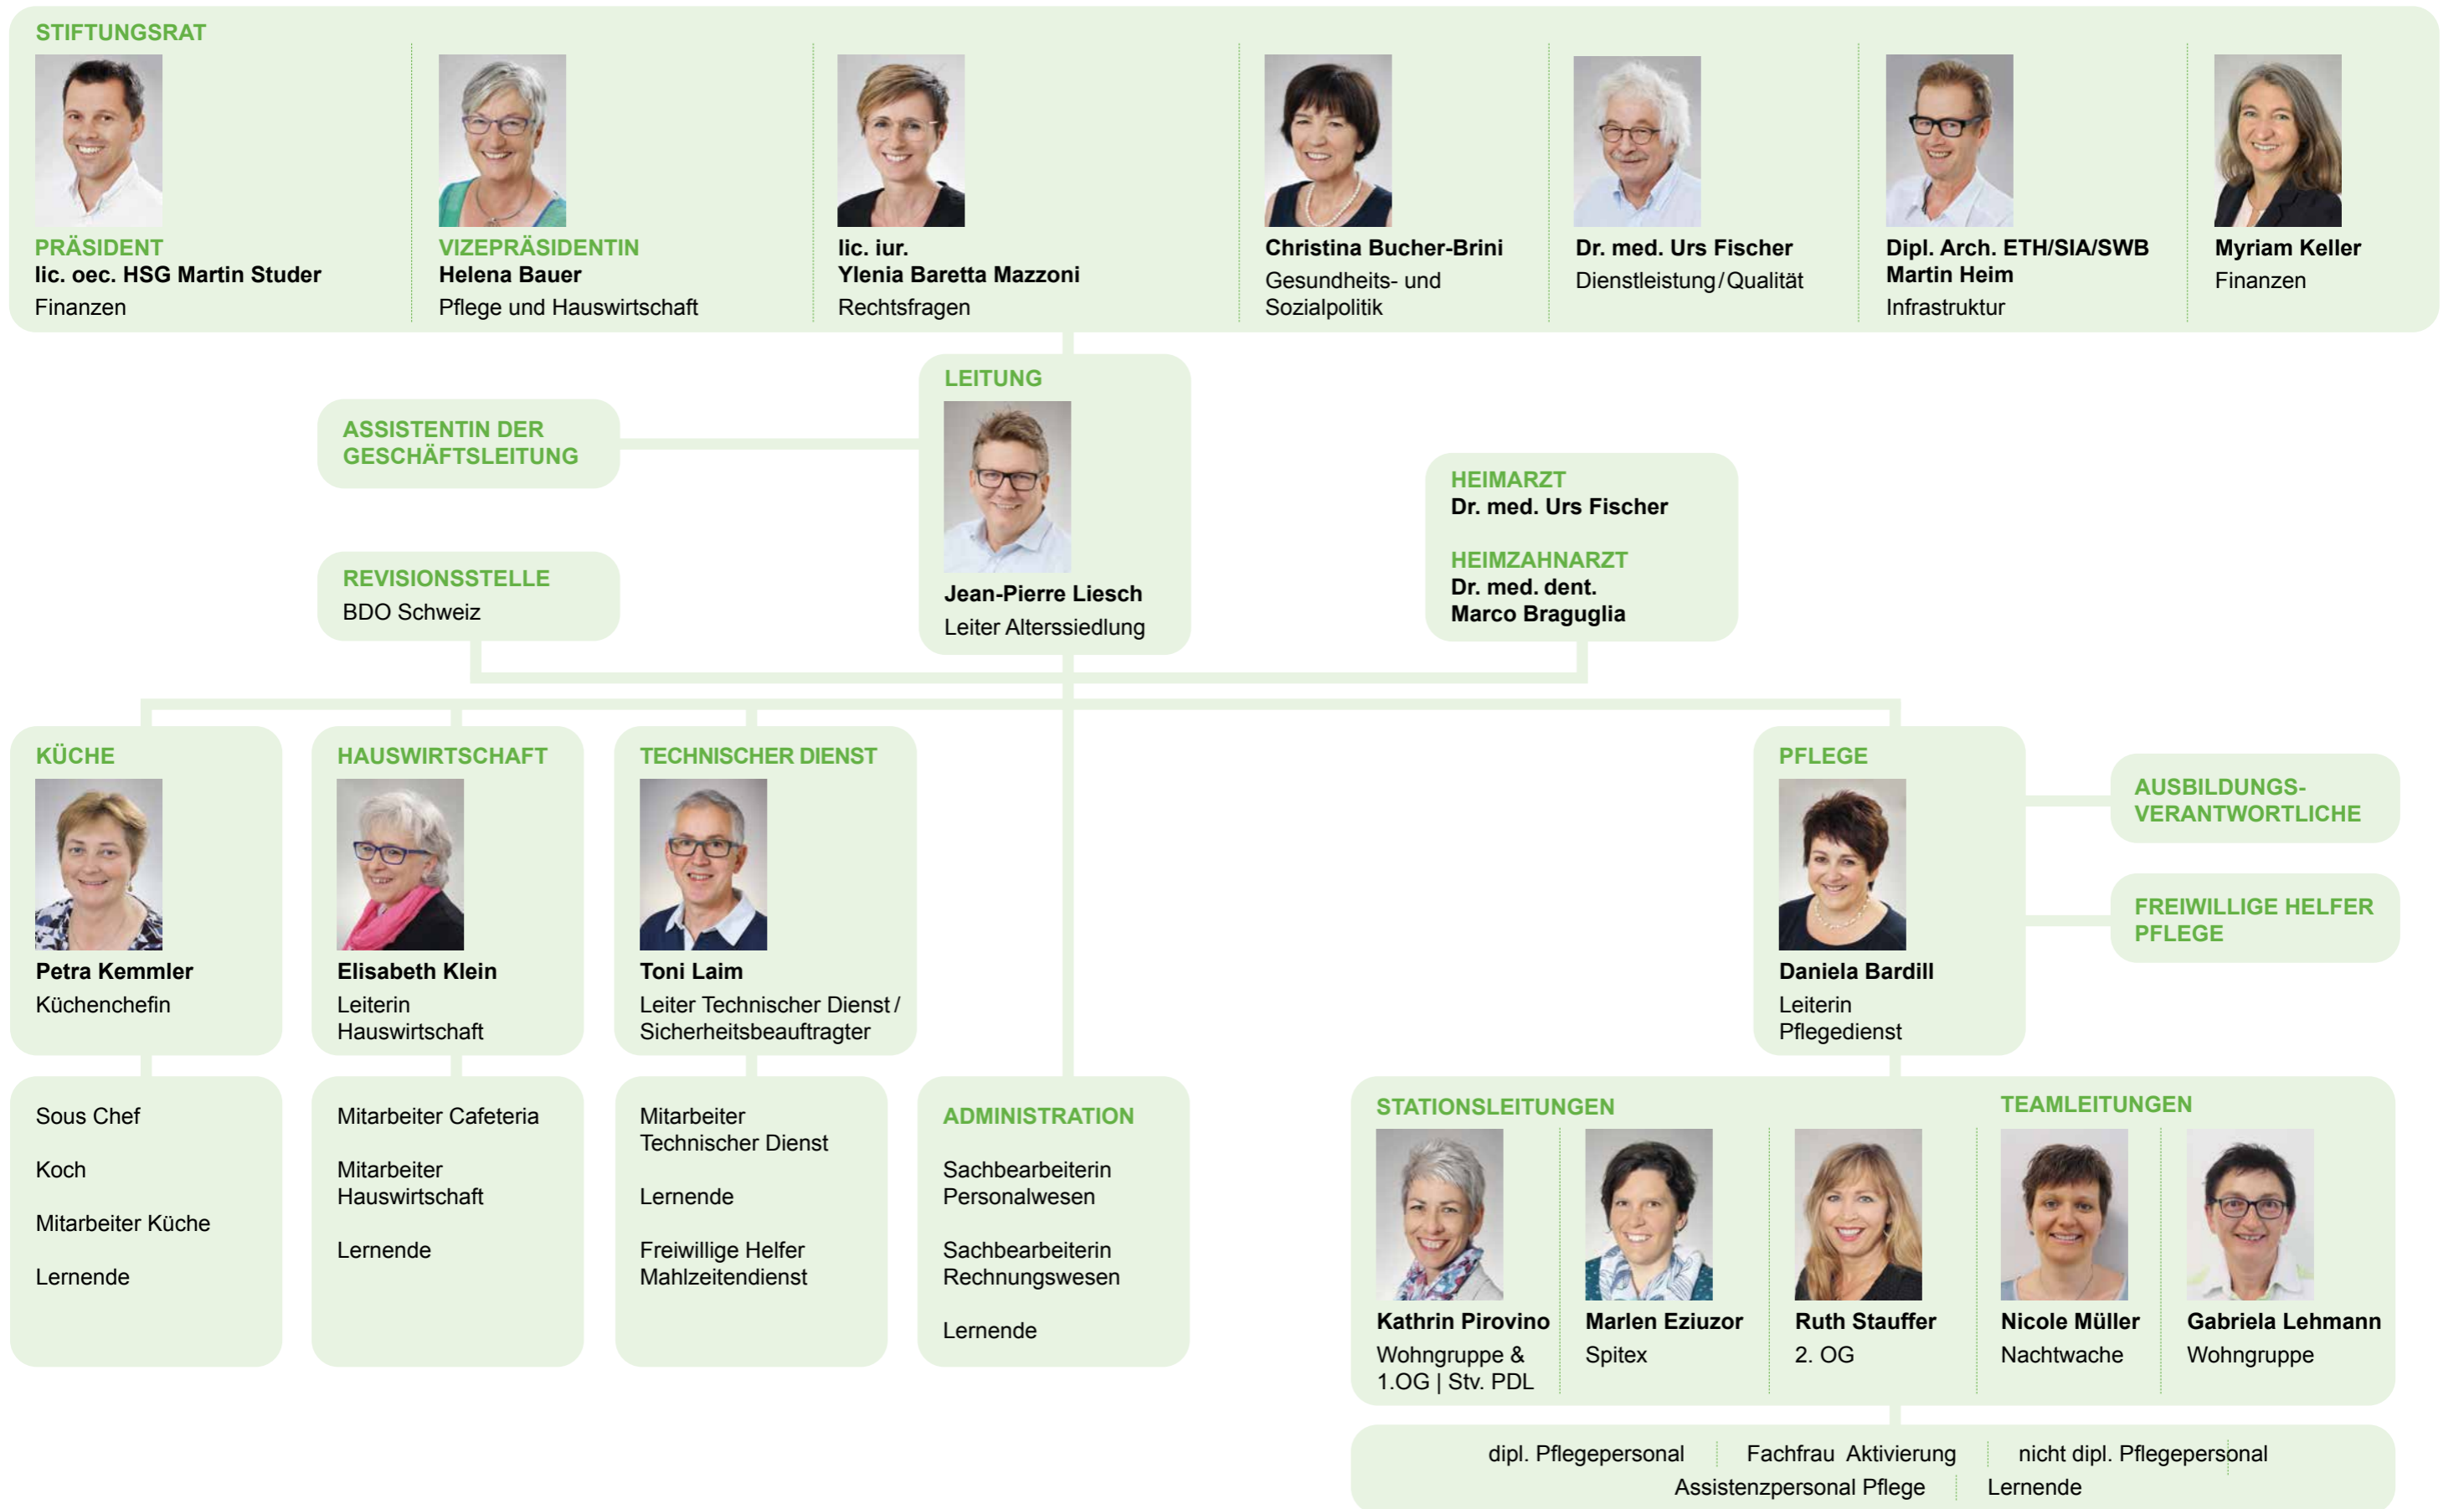 STIFTUNGSRAT
PRÄSIDENT
lic. oec. HSG Martin Studer
Finanzen
VIZEPRÄSIDENTIN
Helena Bauer
Pflege und Hauswirtschaft
lic. iur.
Ylenia Baretta Mazzoni
Rechtsfragen
Christina Bucher-Brini
Gesundheits- und
Sozialpolitik
Dr. med. Urs Fischer
Dienstleistung/Qualität
Dipl. Arch. ETH/SIA/SWB
Martin Heim
Infrastruktur
Myriam Keller
Finanzen
LEITUNG
Jean-Pierre Liesch
Leiter Alterssiedlung
ASSISTENTIN DER
GESCHÄFTSLEITUNG
REVISIONSSTELLE
BDO Schweiz
HEIMARZT
Dr. med. Urs Fischer
HEIMZAHNARZT
Dr. med. dent.
Marco Braguglia
KÜCHE
Petra Kemmler
Küchenchefin
Sous Chef
Koch
Mitarbeiter Küche
Lernende
HAUSWIRTSCHAFT
Elisabeth Klein
Leiterin
Hauswirtschaft
Mitarbeiter Cafeteria
Mitarbeiter
Hauswirtschaft
Lernende
TECHNISCHER DIENST
Toni Laim
Leiter Technischer Dienst /
Sicherheitsbeauftragter
Mitarbeiter
Technischer Dienst
Lernende
Freiwillige Helfer
Mahlzeitendienst
ADMINISTRATION
Sachbearbeiterin
Personalwesen
Sachbearbeiterin
Rechnungswesen
Lernende
PFLEGE
Daniela Bardill
Leiterin
Pflegedienst
AUSBILDUNGS-
VERANTWORTLICHE
FREIWILLIGE HELFER
PFLEGE
STATIONSLEITUNGEN
Kathrin Pirovino
Wohngruppe &
1.OG | Stv. PDL
Marlen Eziuzor
Spitex
Ruth Stauffer
2. OG
TEAMLEITUNGEN
Nicole Müller
Nachtwache
Gabriela Lehmann
Wohngruppe
dipl. Pflegepersonal Fachfrau Aktivierung nicht dipl. Pflegepersonal
Assistenzpersonal Pflege Lernende